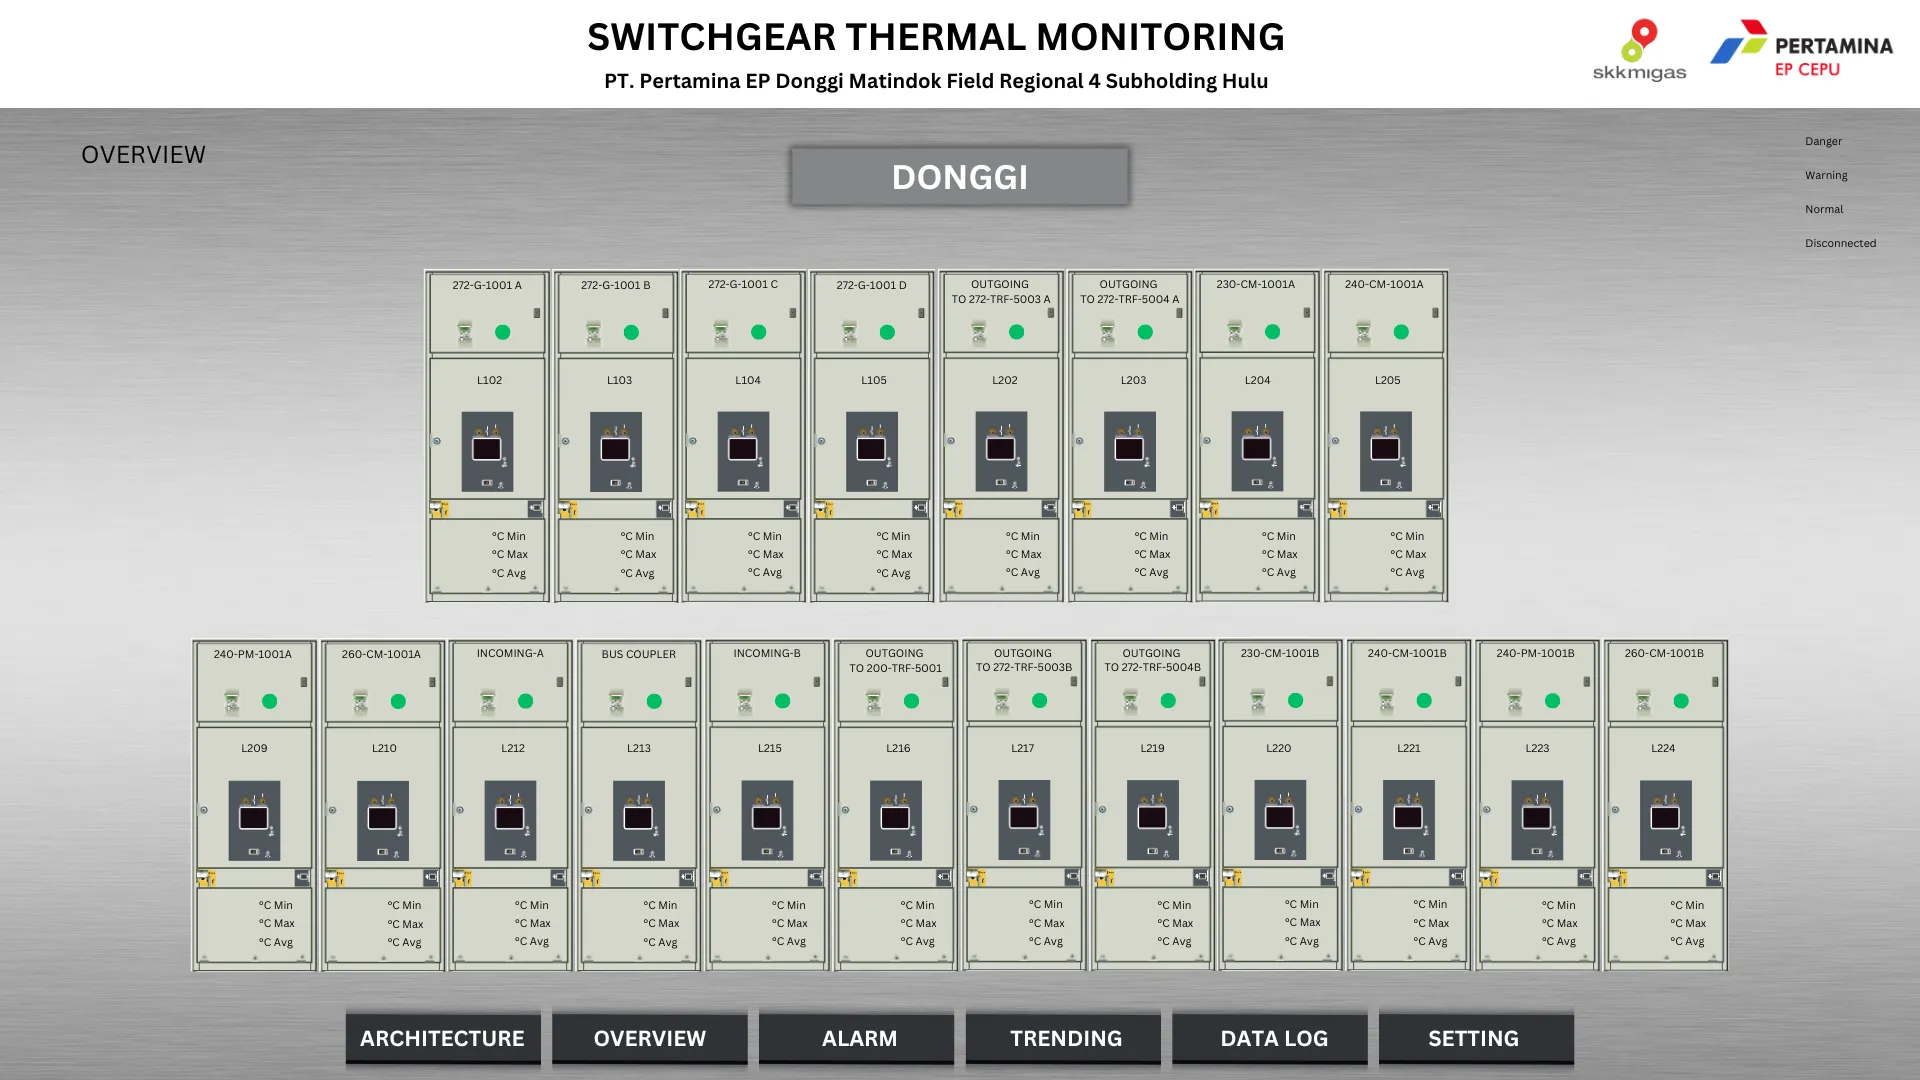 SWITCHGEAR THERMAL MONITORING
PT. Pertamina EP Donggi Matindok Field Regional 4 Subholding Hulu
skkmigas
PERTAMINA
EP CEPU
OVERVIEW
DONGGI
Danger
Warning
Normal
Disconnected
272-G-1001 A
272-G-1001 B
272-G-1001 C
272-G-1001 D
OUTGOING
TO 272-TRF-5003 A
OUTGOING
TO 272-TRF-5004 A
230-CM-1001A
240-CM-1001A
L102
L103
L104
L105
L202
L203
L204
L205
°C Min
°C Max
°C Avg
°C Min
°C Max
°C Avg
°C Min
°C Max
°C Avg
°C Min
°C Max
°C Avg
°C Min
°C Max
°C Avg
°C Min
°C Max
°C Avg
°C Min
°C Max
°C Avg
°C Min
°C Max
°C Avg
240-PM-1001A
260-CM-1001A
INCOMING-A
BUS COUPLER
INCOMING-B
OUTGOING
TO 200-TRF-5001
OUTGOING
TO 272-TRF-5003B
OUTGOING
TO 272-TRF-5004B
230-CM-1001B
240-CM-1001B
240-PM-1001B
260-CM-1001B
L209
L210
L212
L213
L215
L216
L217
L219
L220
L221
L223
L224
°C Min
°C Max
°C Avg
°C Min
°C Max
°C Avg
°C Min
°C Max
°C Avg
°C Min
°C Max
°C Avg
°C Min
°C Max
°C Avg
°C Min
°C Max
°C Avg
°C Min
°C Max
°C Avg
°C Min
°C Max
°C Avg
°C Min
°C Max
°C Avg
°C Min
°C Max
°C Avg
°C Min
°C Max
°C Avg
°C Min
°C Max
°C Avg
ARCHITECTURE
OVERVIEW
ALARM
TRENDING
DATA LOG
SETTING